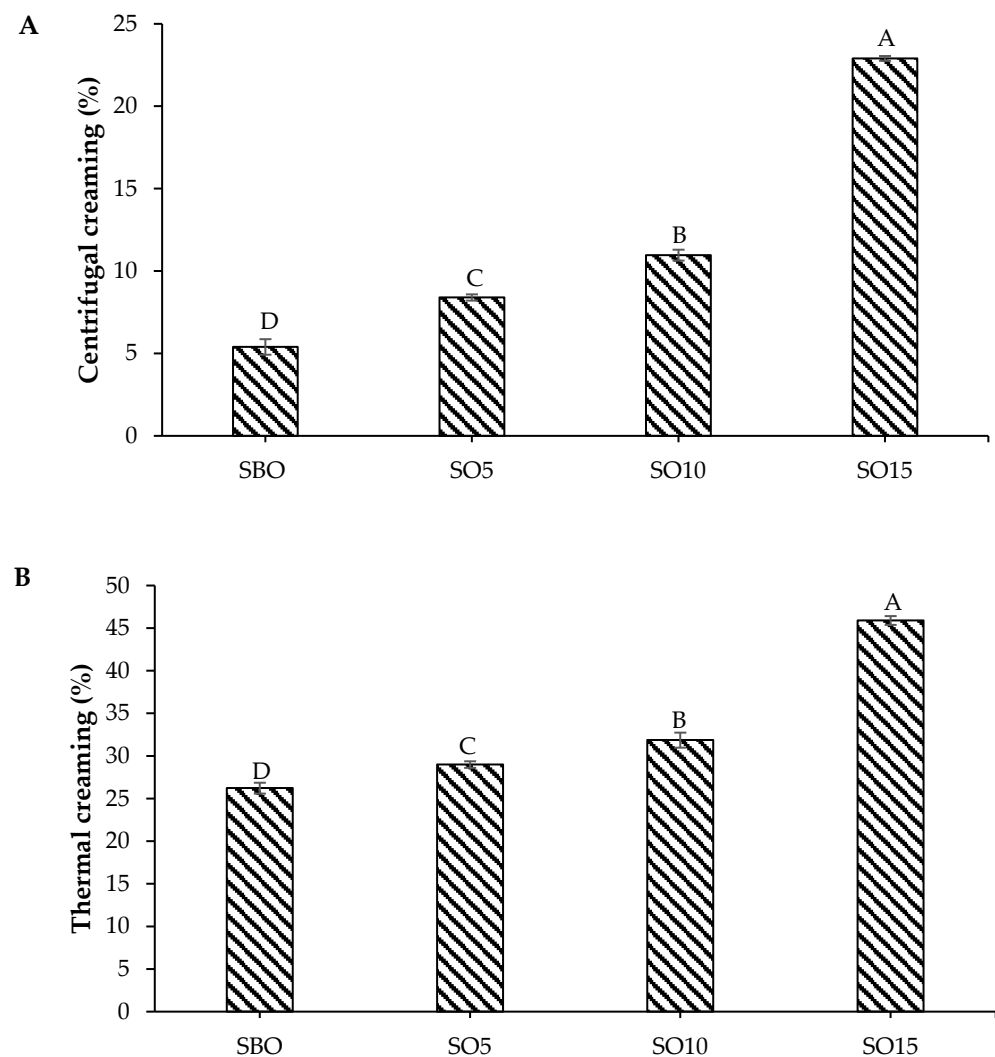 A
Centrifugal creaming (%)
25
20
15
10
5
0
D
C
B
A
SBO SO5 SO10 SO15
B
Thermal creaming (%)
50
45
40
35
30
25
20
15
10
5
0
D
C
B
A
SBO SO5 SO10 SO15